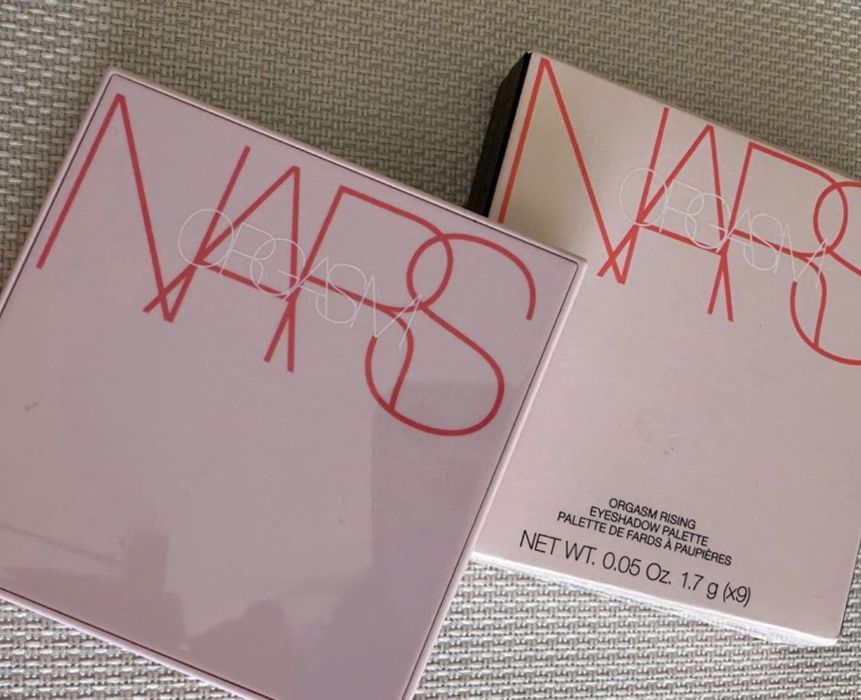 NARS
ORGASM
NARS
ORGASM
ORGASM RISING
EYESHADOW PALETTE
PALETTE DE FARDS À PAUPIÈRES
NET WT. 0.05 Oz. 1.7 g (x9)